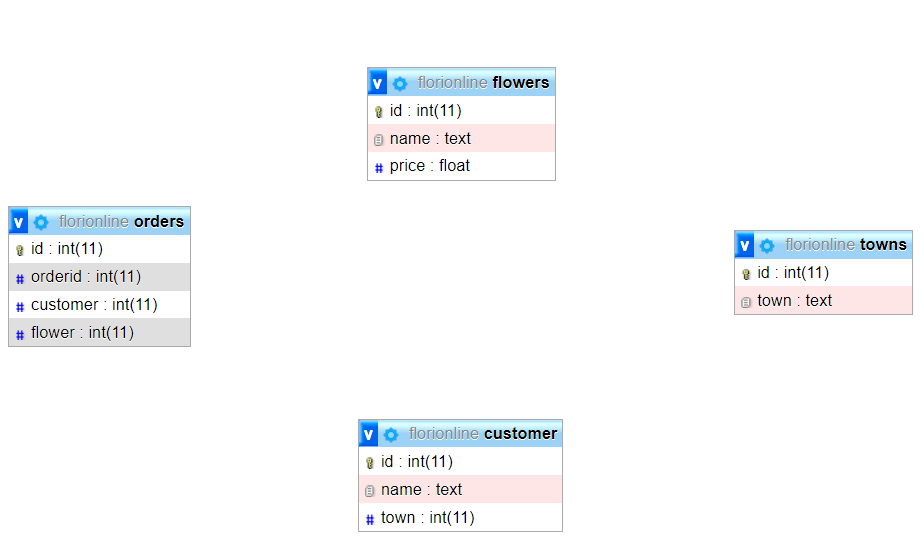 v florionline flowers
id : int(11)
name : text
# price : float
v florionline orders
id : int(11)
# orderid : int(11)
# customer : int(11)
# flower : int(11)
v florionline towns
id : int(11)
town : text
v florionline customer
id : int(11)
name : text
# town : int(11)